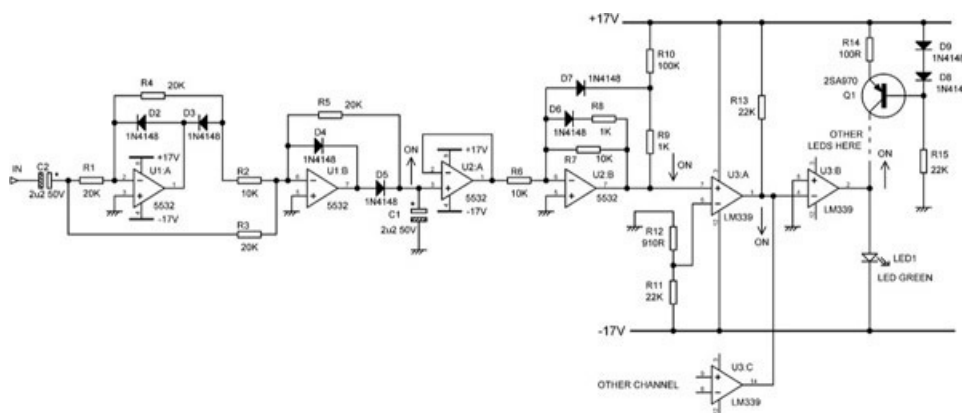 +17V
R14
100R
D9
1N4148
R10
100K
R4
20K
D7
1N4148
2SA970
Q1
D8
1N414
R5
20K
D6
1N4148
R8
1K
R13
22K
D2
1N4148
D3
1N4148
D4
1N4148
ON
+17V
R9
1K
OTHER
LEDS HERE
ON
IN
C2
2u2 50V
R1
20K
+17V
U1:A
5532
-17V
R2
10K
U1:B
5532
D5
1N4148
U2:A
5532
-17V
R6
10K
R7
10K
U2:B
5532
ON
U3:A
LM339
U3:B
LM339
R15
22K
C1
2u2 50V
R3
20K
R12
910R
ON
R11
22K
LED1
LED GREEN
-17V
U3:C
OTHER CHANNEL
LM339